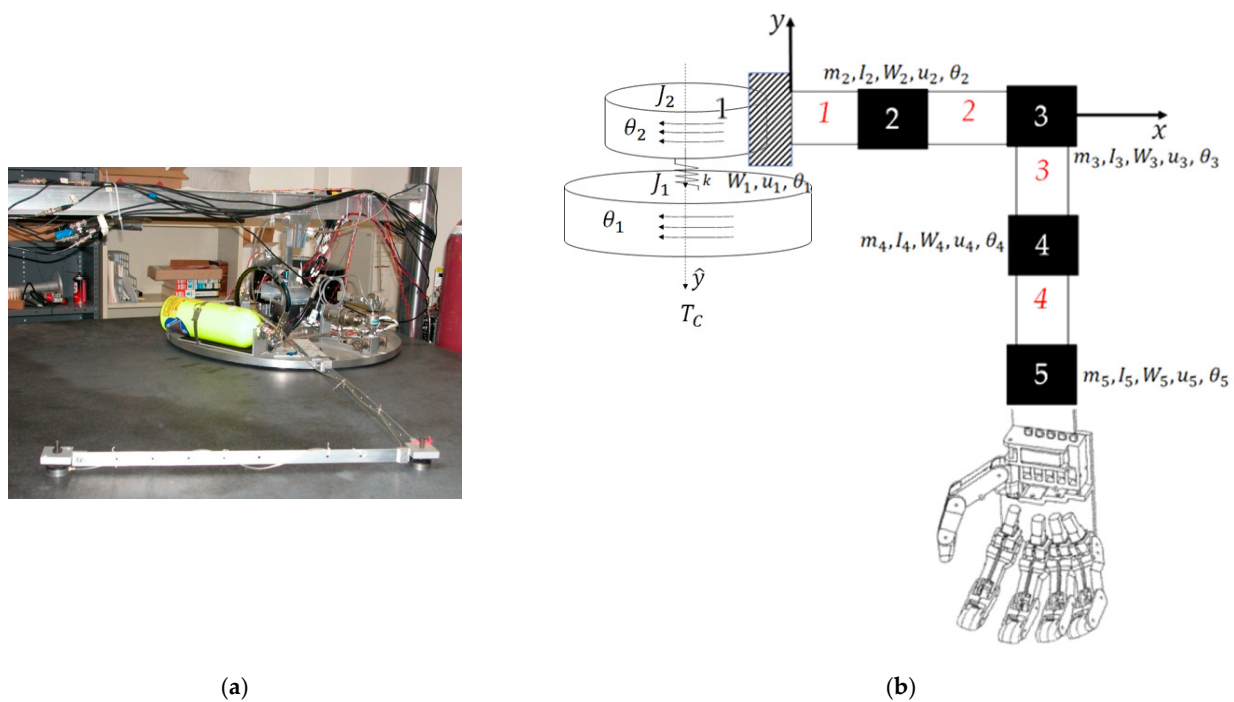 y
m₂, I₂, W₂, u₂, θ₂
J₂
1
θ₂
1
2
2
3
x
k
J₁
W₁, u₁, θ₁
3
m₃, I₃, W₃, u₃, θ₃
θ₁
m₄, I₄, W₄, u₄, θ₄
4
ŷ
4
T_C
5
m₅, I₅, W₅, u₅, θ₅
(a)
(b)